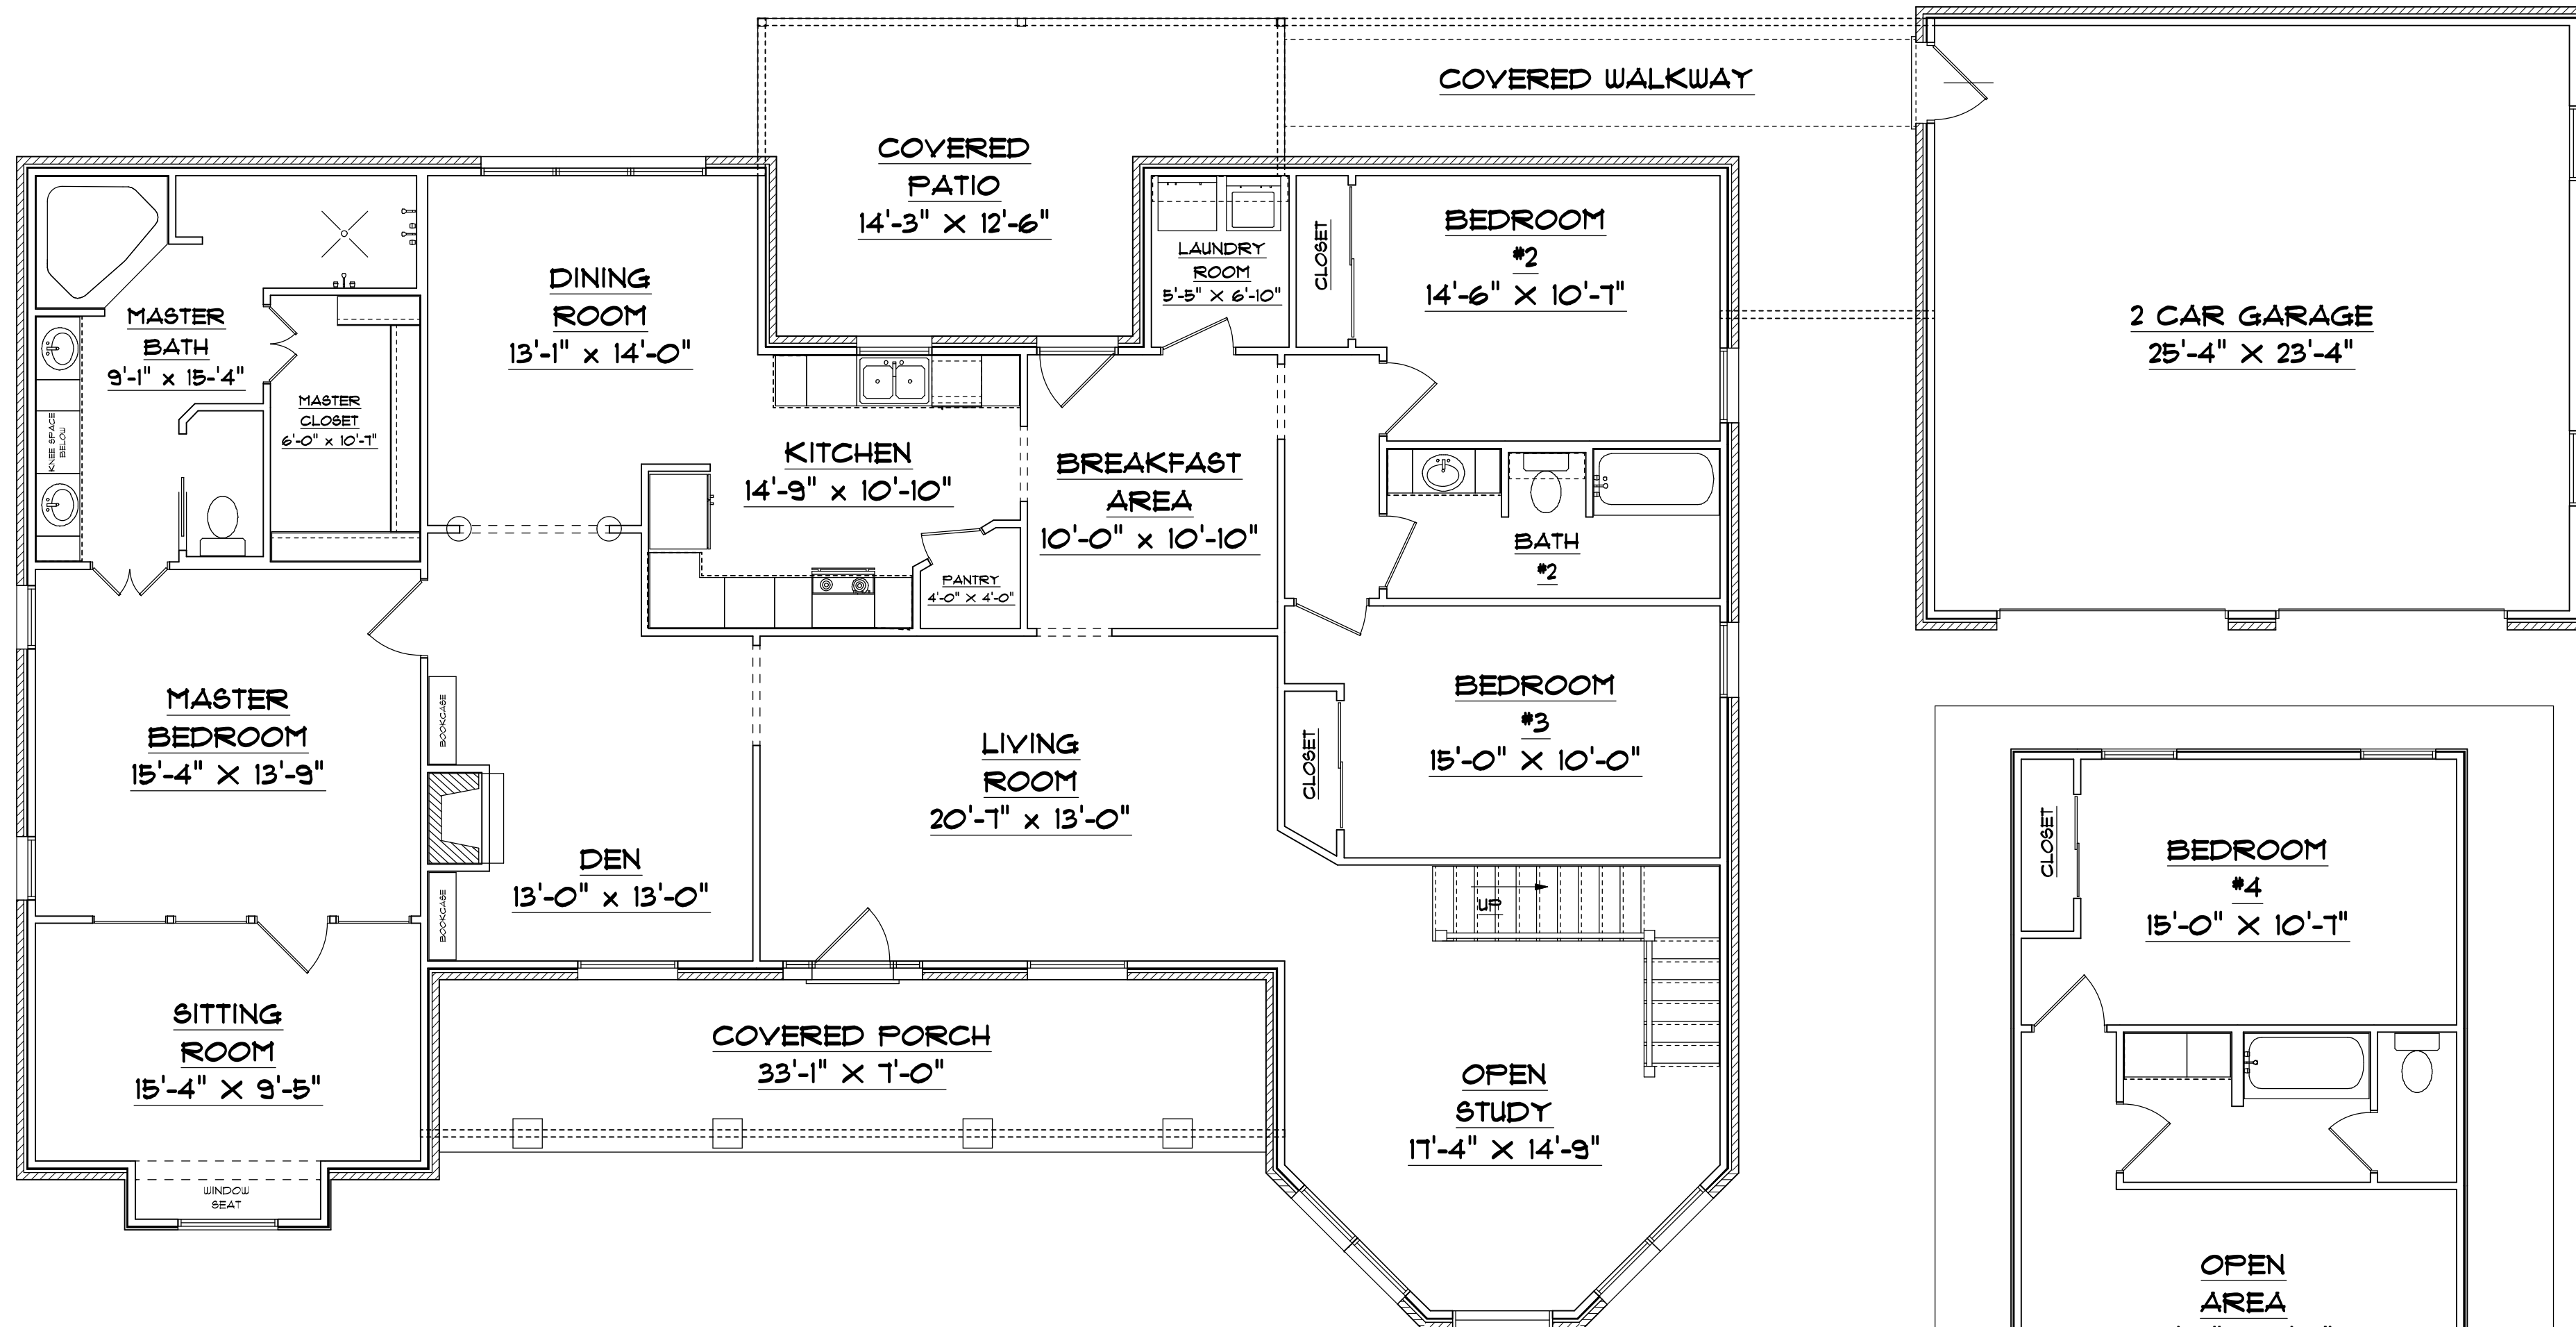 COVERED WALKWAY
COVERED
PATIO
14'-3" X 12'-6"
LAUNDRY
ROOM
5'-5" X 6'-10"
CLOSET
BEDROOM
#2
14'-6" X 10'-7"
2 CAR GARAGE
25'-4" X 23'-4"
DINING
ROOM
13'-1" x 14'-0"
MASTER
BATH
9'-1" x 15-'4"
MASTER
CLOSET
6'-0" x 10'-7"
KNEE SPACE
BELOW
KITCHEN
14'-9" x 10'-10"
BREAKFAST
AREA
10'-0" x 10'-10"
BATH
#2
PANTRY
4'-0" X 4'-0"
MASTER
BEDROOM
15'-4" X 13'-9"
BOOKCASE
LIVING
ROOM
20'-7" x 13'-0"
CLOSET
BEDROOM
#3
15'-0" X 10'-0"
DEN
13'-0" x 13'-0"
BOOKCASE
UP
CLOSET
BEDROOM
#4
15'-0" X 10'-7"
SITTING
ROOM
15'-4" X 9'-5"
COVERED PORCH
33'-1" X 7'-0"
OPEN
STUDY
17'-4" X 14'-9"
WINDOW
SEAT
OPEN
AREA